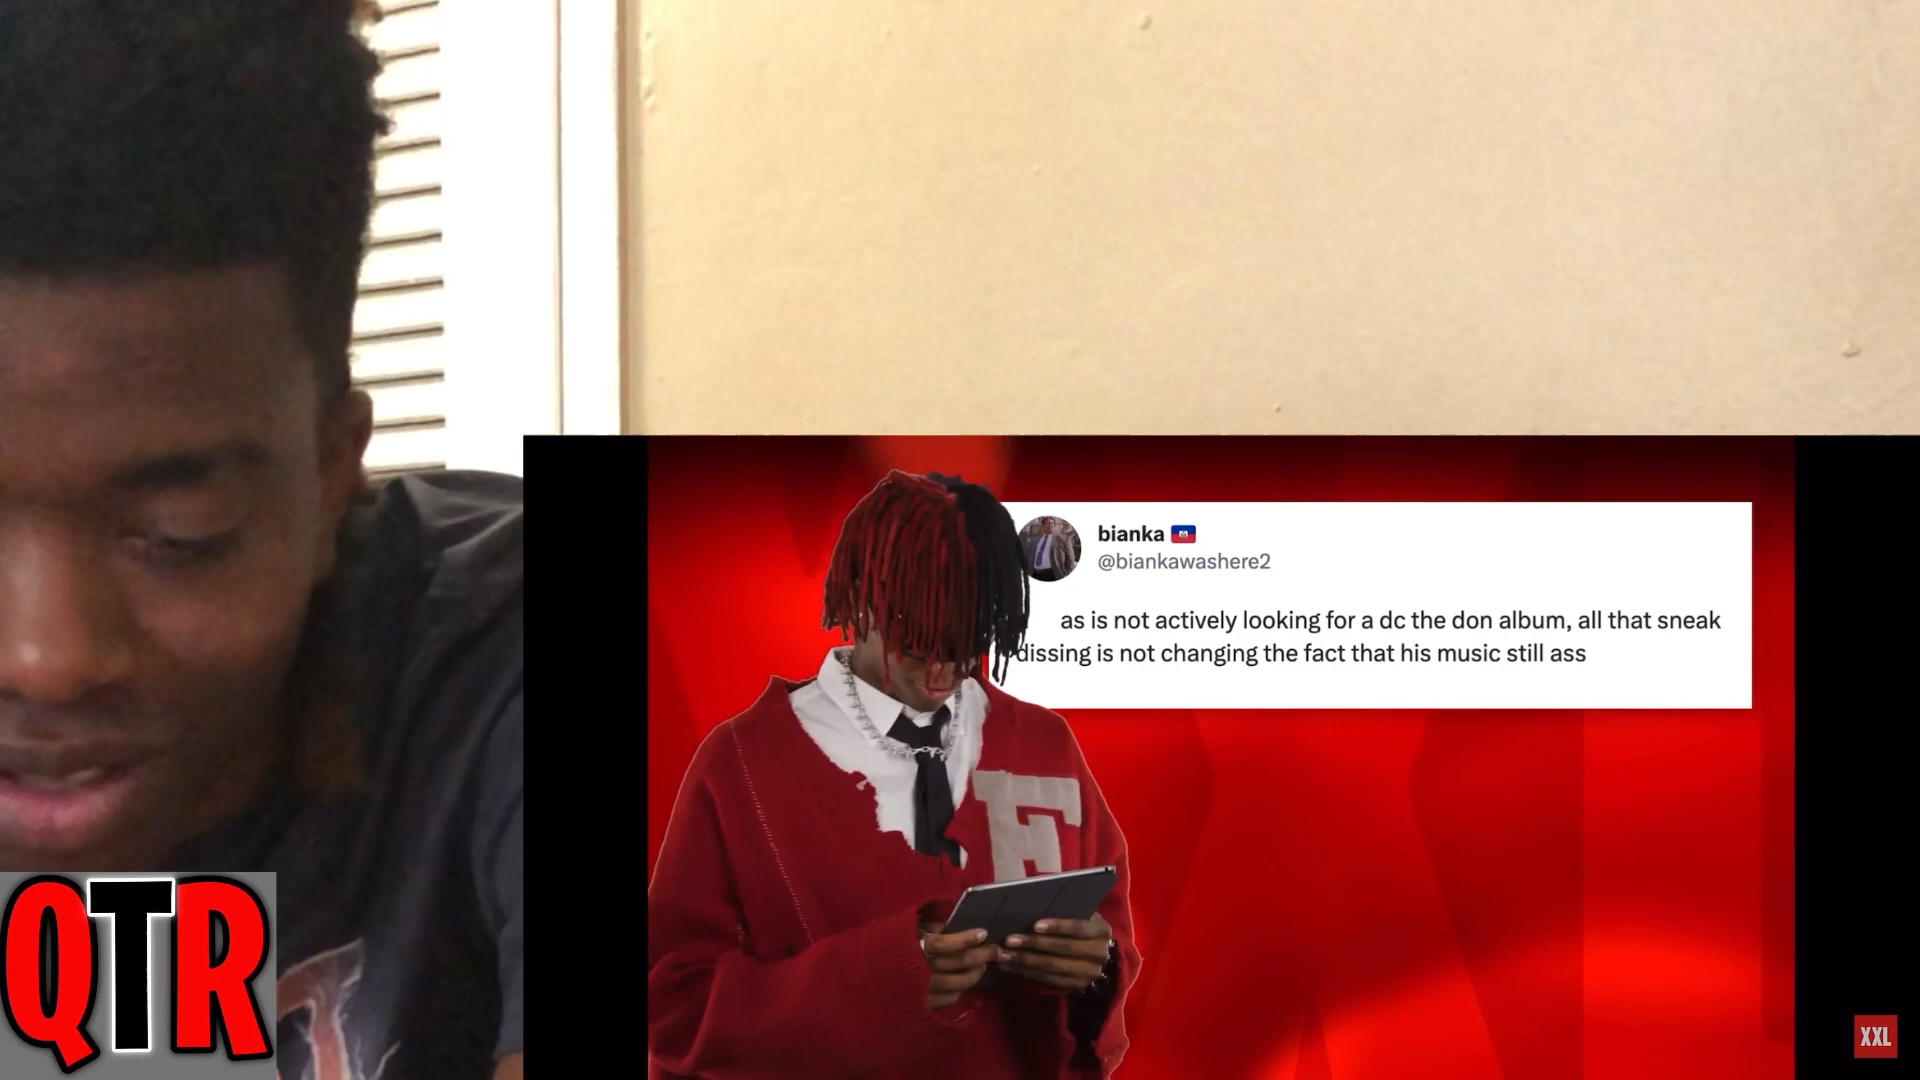 bianka
@biankawashere2
as is not actively looking for a dc the don album, all that sneak
dissing is not changing the fact that his music still ass
F
QTR
XXL